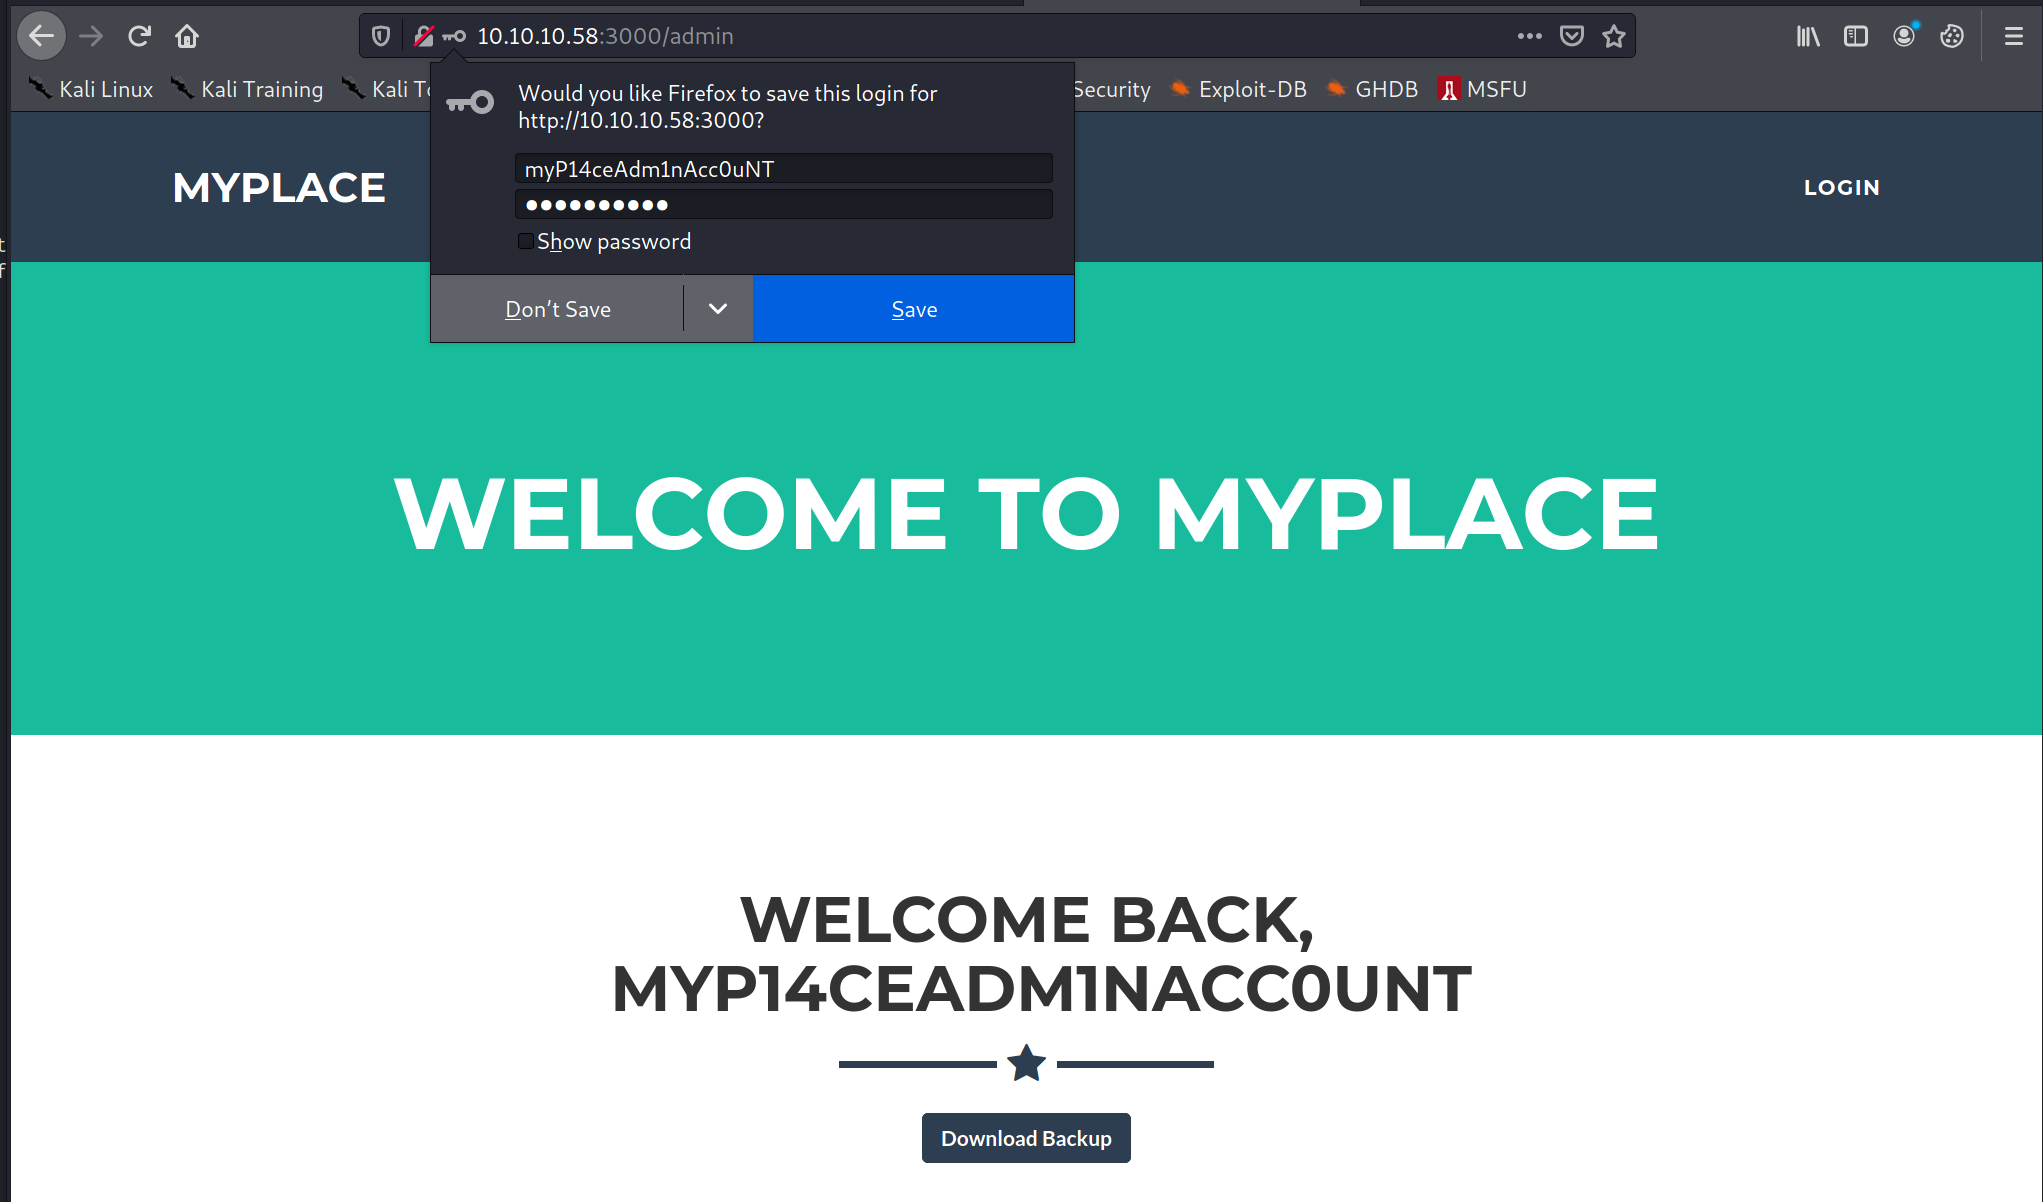 10.10.10.58:3000/admin
Kali Linux Kali Training Kali Security Exploit-DB GHDB MSFU
Would you like Firefox to save this login for
http://10.10.10.58:3000?
myP14ceAdm1nAcc0uNT
●●●●●●●●●●
Show password
Don't Save Save
MYPLACE LOGIN
WELCOME TO MYPLACE
WELCOME BACK,
MYP14CEADM1NACC0UNT
Download Backup